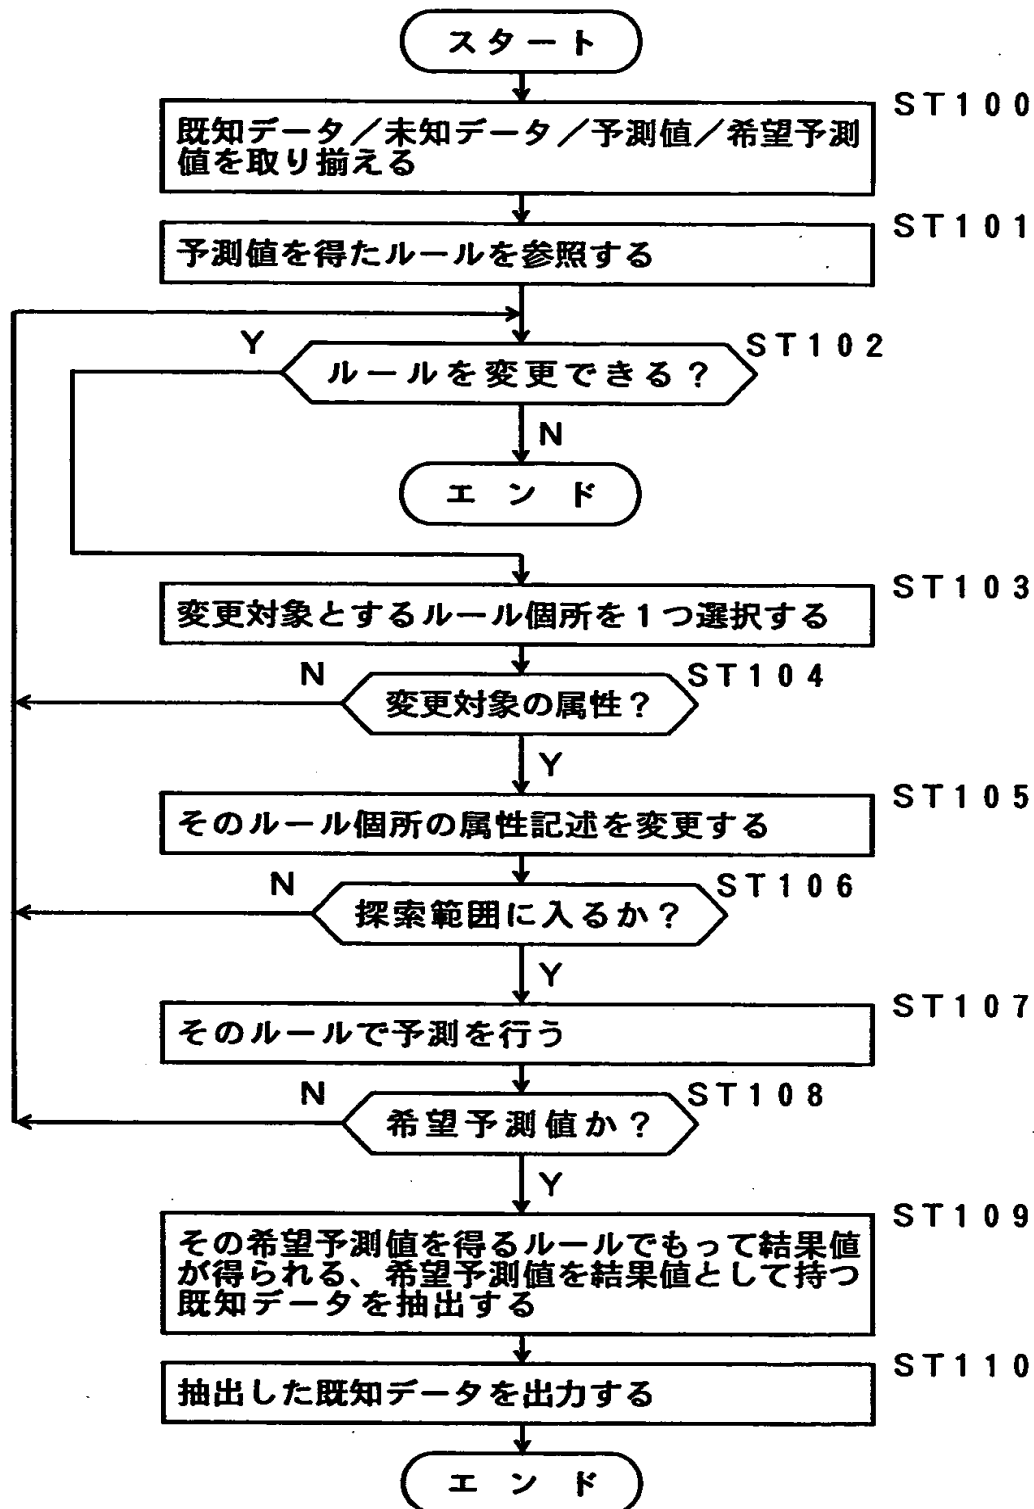 スタート
ST100
既知データ/未知データ/予測値/希望予測
値を取り揃える
ST101
予測値を得たルールを参照する
Y
ST102
ルールを変更できる?
N
エンド
ST103
変更対象とするルール個所を1つ選択する
N
ST104
変更対象の属性?
Y
ST105
そのルール個所の属性記述を変更する
N
ST106
探索範囲に入るか?
Y
ST107
そのルールで予測を行う
N
ST108
希望予測値か?
Y
ST109
その希望予測値を得るルールでもって結果値
が得られる、希望予測値を結果値として持つ
既知データを抽出する
ST110
抽出した既知データを出力する
エンド